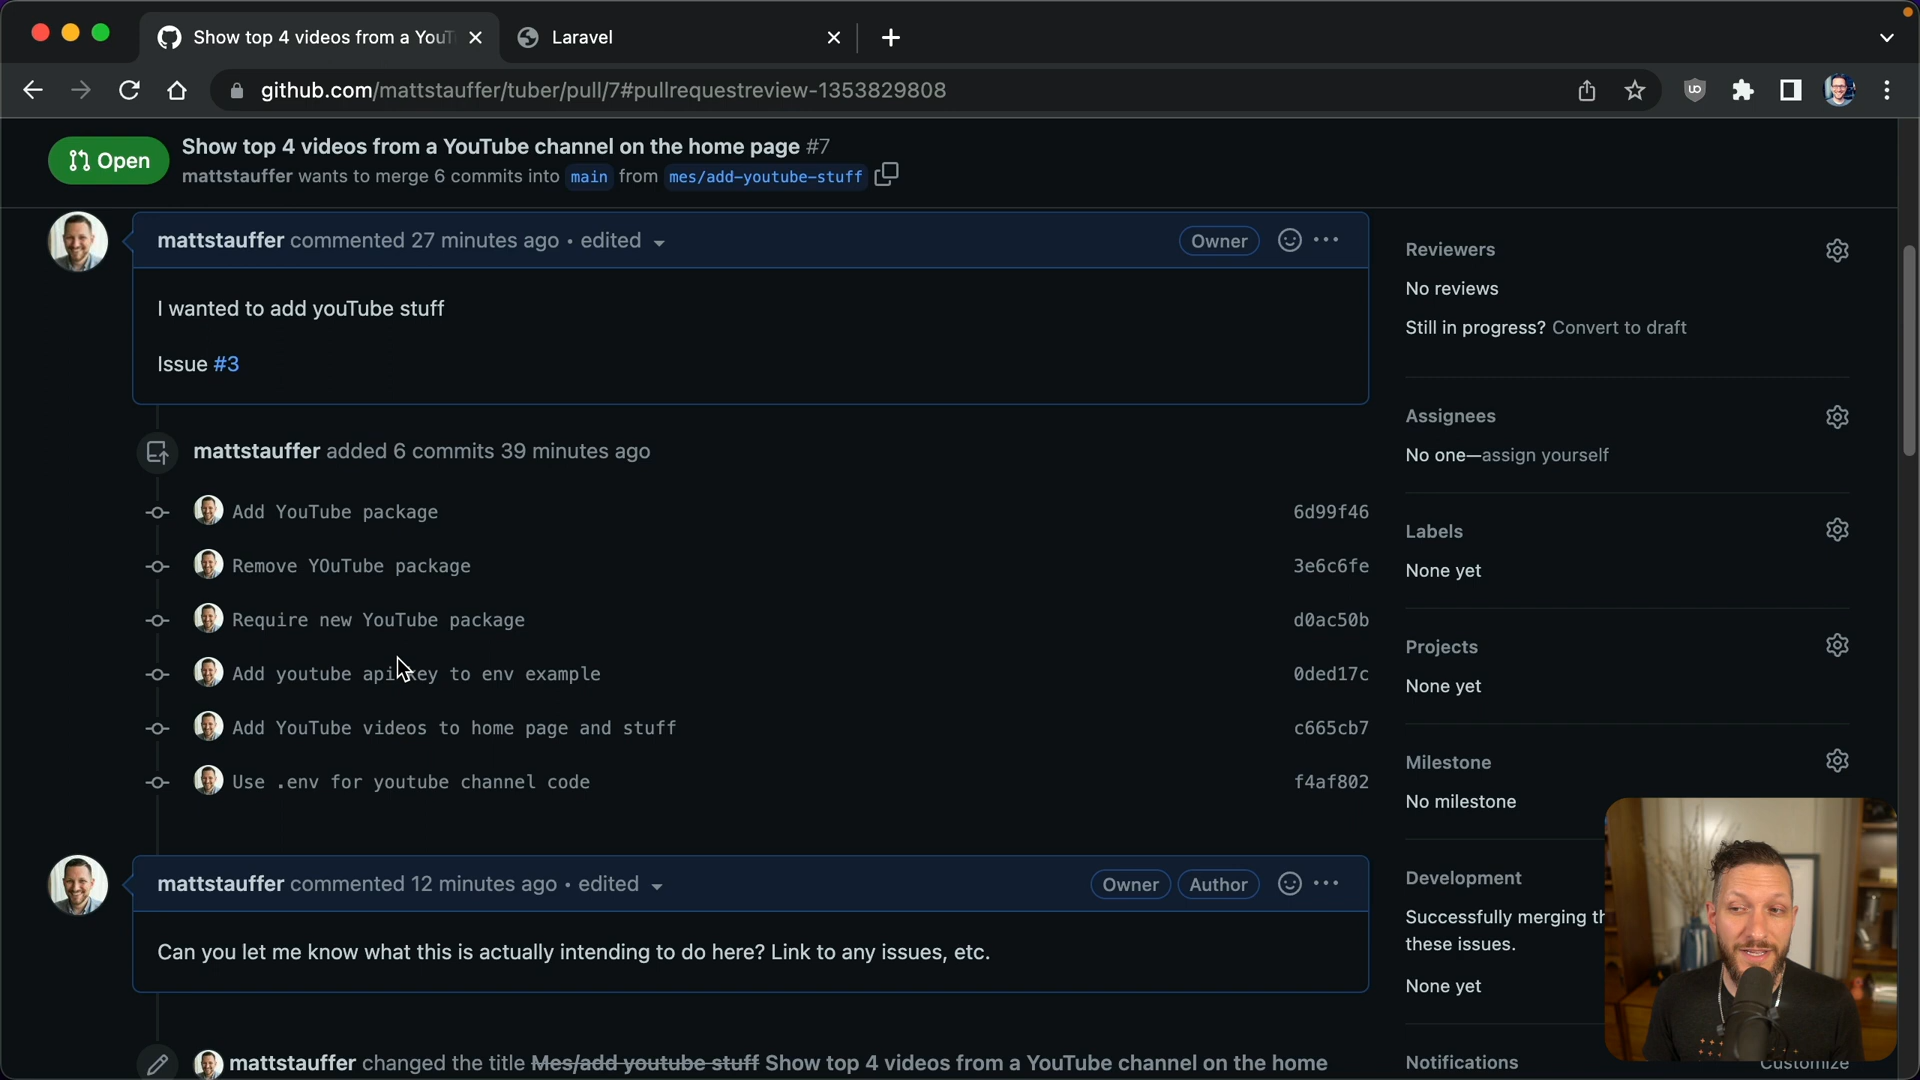 Show top 4 videos from a YouT
Laravel
github.com/mattstauffer/tuber/pull/7#pullrequestreview-1353829808
Open
Show top 4 videos from a YouTube channel on the home page #7
mattstauffer wants to merge 6 commits into main from mes/add-youtube-stuff
mattstauffer commented 27 minutes ago • edited
Owner
I wanted to add youTube stuff
Issue #3
mattstauffer added 6 commits 39 minutes ago
Add YouTube package 6d99f46
Remove YOuTube package 3e6c6fe
Require new YouTube package d0ac50b
Add youtube api key to env example 0ded17c
Add YouTube videos to home page and stuff c665cb7
Use .env for youtube channel code f4af802
mattstauffer commented 12 minutes ago • edited
Owner
Author
Can you let me know what this is actually intending to do here? Link to any issues, etc.
mattstauffer changed the title Mes/add youtube stuff Show top 4 videos from a YouTube channel on the home
Reviewers
No reviews
Still in progress? Convert to draft
Assignees
No one—assign yourself
Labels
None yet
Projects
None yet
Milestone
No milestone
Development
Successfully merging th
these issues.
None yet
Notifications
Customize